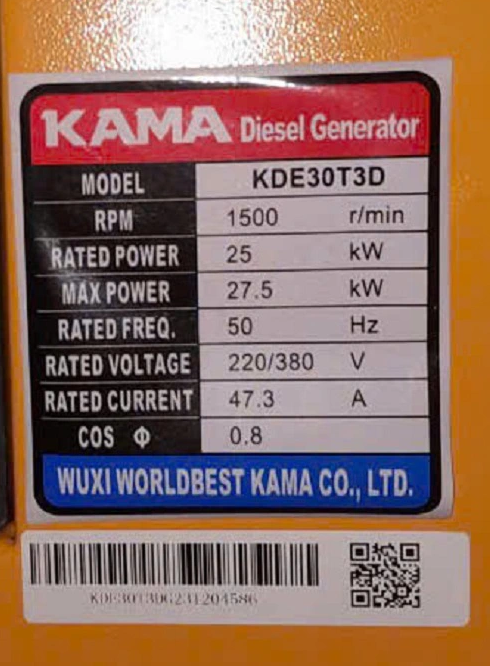 KAMA Diesel Generator
MODEL KDE30T3D
RPM 1500 r/min
RATED POWER 25 kW
MAX POWER 27.5 kW
RATED FREQ. 50 Hz
RATED VOLTAGE 220/380 V
RATED CURRENT 47.3 A
COS Φ 0.8
WUXI WORLDBEST KAMA CO., LTD.
KDE30T3DG231204586